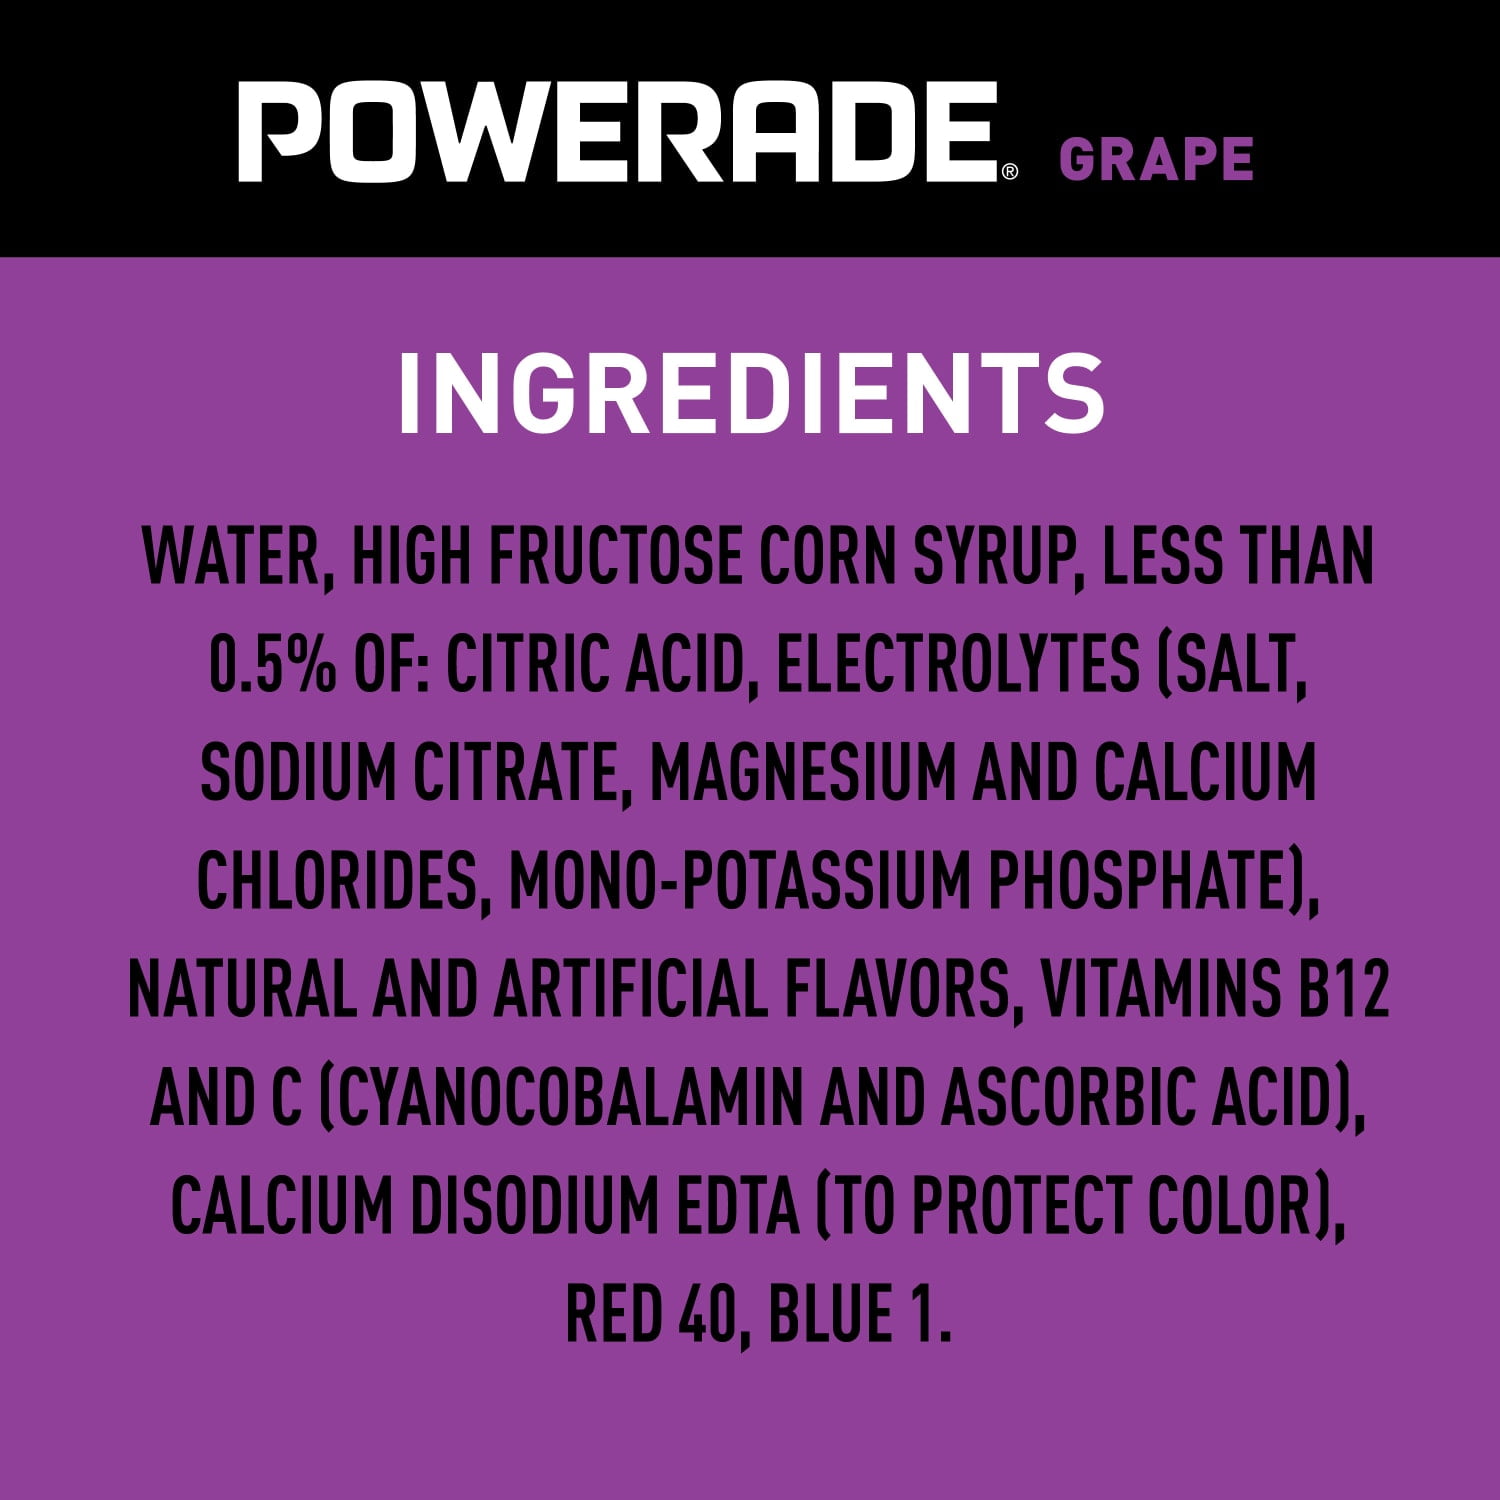 POWERADE® GRAPE
INGREDIENTS
WATER, HIGH FRUCTOSE CORN SYRUP, LESS THAN
0.5% OF: CITRIC ACID, ELECTROLYTES (SALT,
SODIUM CITRATE, MAGNESIUM AND CALCIUM
CHLORIDES, MONO-POTASSIUM PHOSPHATE),
NATURAL AND ARTIFICIAL FLAVORS, VITAMINS B12
AND C (CYANOCOBALAMIN AND ASCORBIC ACID),
CALCIUM DISODIUM EDTA (TO PROTECT COLOR),
RED 40, BLUE 1.